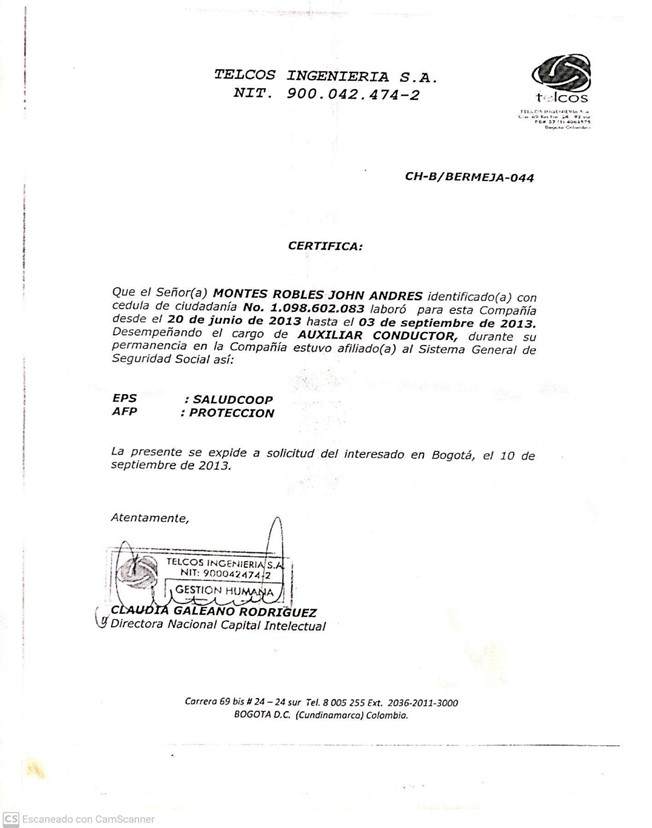 TELCOS INGENIERIA S.A.
NIT. 900.042.474-2
telcos
TELCOS INGENIERIA S.A.
Bogota Colombia
CH-B/BERMEJA-044
CERTIFICA:
Que el Señor(a) MONTES ROBLES JOHN ANDRES identificado(a) con
cedula de ciudadanía No. 1.098.602.083 laboró para esta Compañía
desde el 20 de junio de 2013 hasta el 03 de septiembre de 2013.
Desempeñando el cargo de AUXILIAR CONDUCTOR, durante su
permanencia en la Compañía estuvo afiliado(a) al Sistema General de
Seguridad Social así:
EPS : SALUDCOOP
AFP : PROTECCION
La presente se expide a solicitud del interesado en Bogotá, el 10 de
septiembre de 2013.
Atentamente,
TELCOS INGENIERIA S.A
NIT: 900042474-2
GESTION HUMANA
CLAUDIA GALEANO RODRIGUEZ
Directora Nacional Capital Intelectual
Carrera 69 bis # 24 – 24 sur Tel. 8 005 255 Ext. 2036-2011-3000
BOGOTA D.C. (Cundinamarca) Colombia.
CS Escaneado con CamScanner